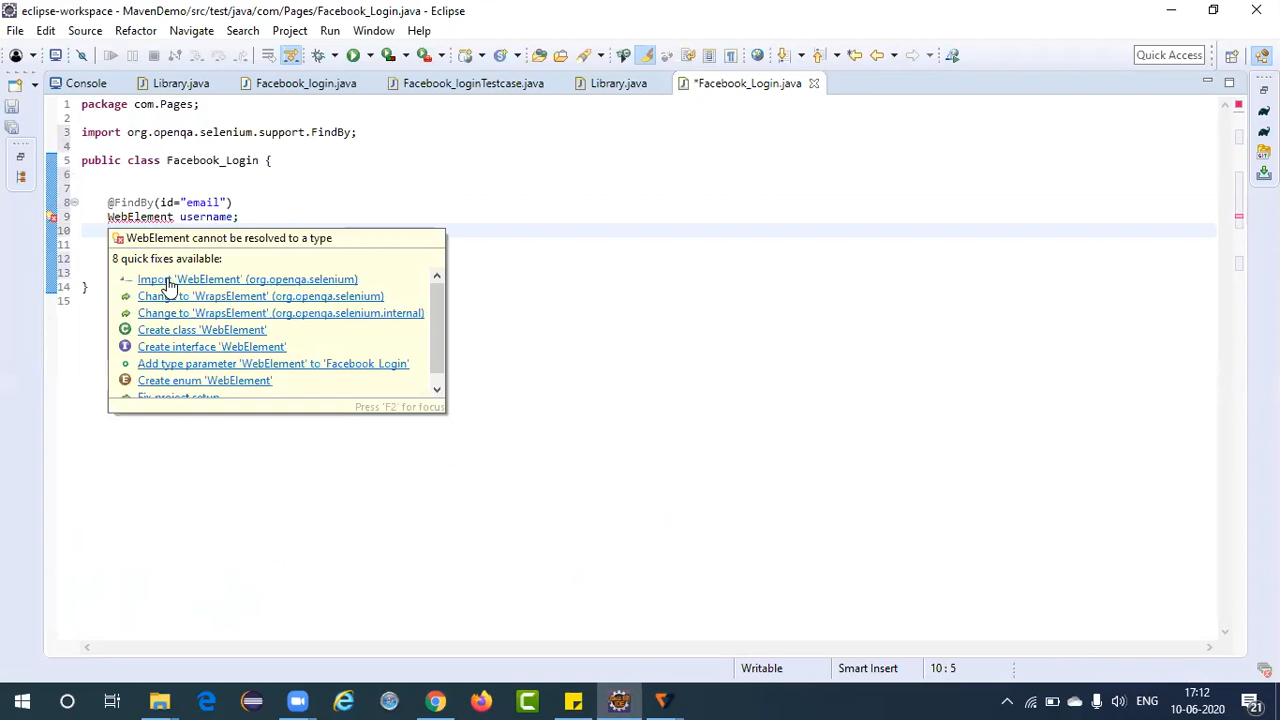 eclipse-workspace - MavenDemo/src/test/java/com/Pages/Facebook_Login.java - Eclipse
File Edit Source Refactor Navigate Search Project Run Window Help
Quick Access
Console Library.java Facebook_login.java Facebook_loginTestcase.java Library.java *Facebook_Login.java
1 package com.Pages;
2
3 import org.openqa.selenium.support.FindBy;
4
5 public class Facebook_Login {
6
7
8 @FindBy(id="email")
9 WebElement username;
10
WebElement cannot be resolved to a type
11
8 quick fixes available:
12
Import 'WebElement' (org.openqa.selenium)
13
14 }
Change to 'WrapsElement' (org.openqa.selenium)
15
Change to 'WrapsElement' (org.openqa.selenium.internal)
Create class 'WebElement'
Create interface 'WebElement'
Add type parameter 'WebElement' to 'Facebook_Login'
Create enum 'WebElement'
Fix project setup...
Press 'F2' for focus
Writable Smart Insert 10 : 5
ENG
17:12
10-06-2020
21